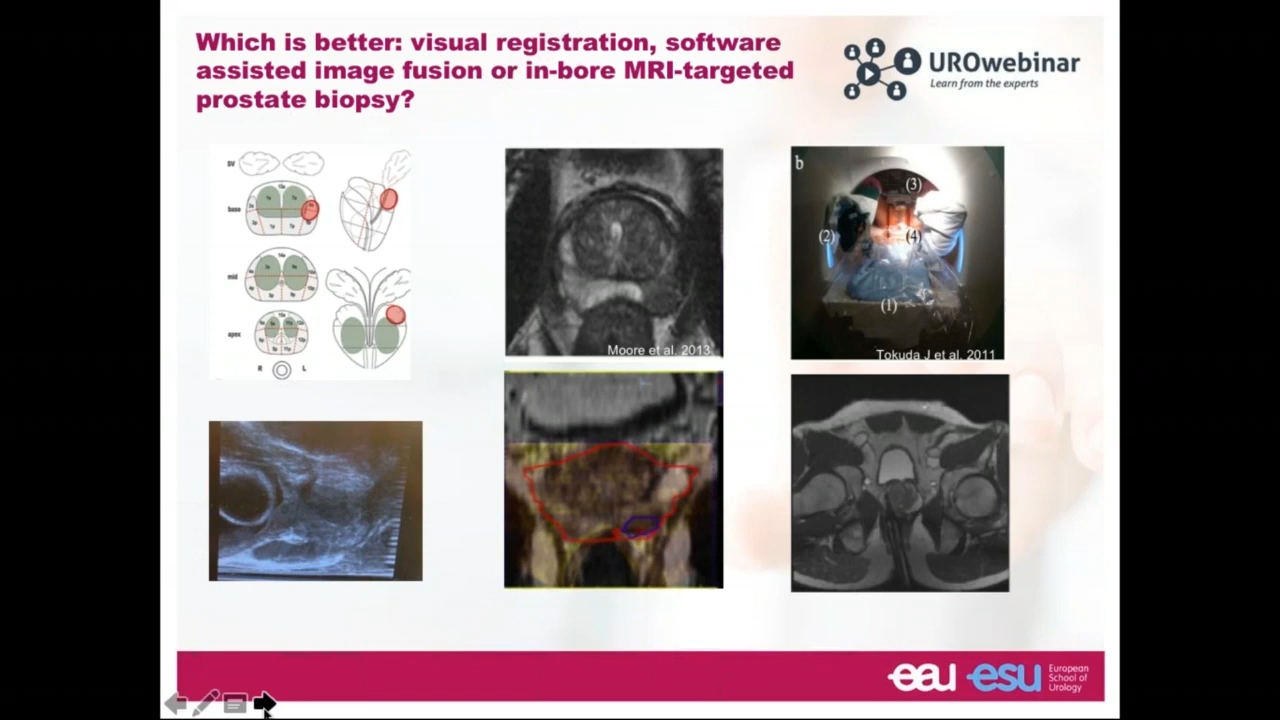 Which is better: visual registration, software
assisted image fusion or in-bore MRI-targeted
prostate biopsy?
UROwebinar
Learn from the experts
SV
base
mid
apex
R
L
Moore et al. 2013
b
(3)
(2)
(4)
(1)
Tokuda J et al. 2011
eau
esu
European
School of
Urology